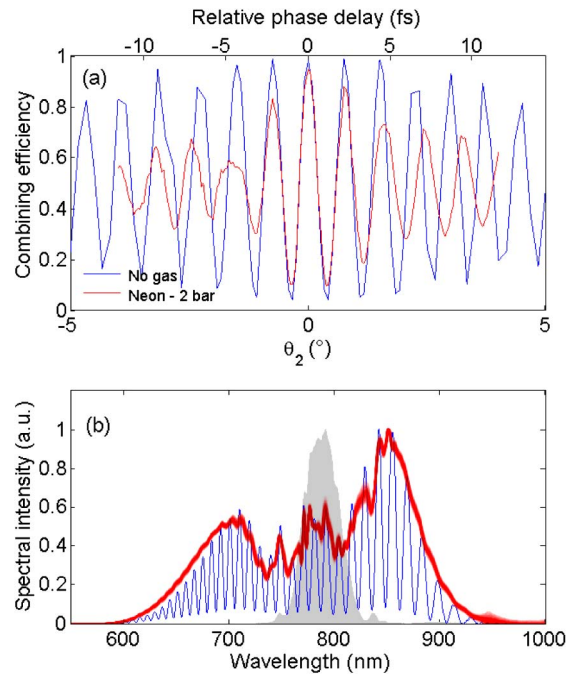 Relative phase delay (fs)
-10 -5 0 5 10
(a)
Combining efficiency
1
0.8
0.6
0.4
0.2
0
No gas
Neon - 2 bar
-5 0 5
θ2 (°)
(b)
Spectral intensity (a.u.)
1
0.8
0.6
0.4
0.2
0
600 700 800 900 1000
Wavelength (nm)